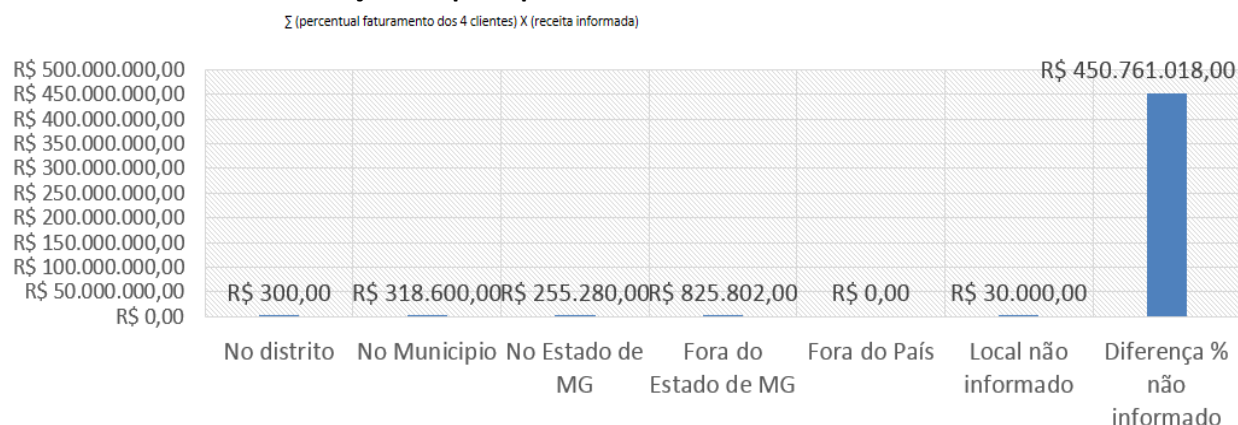 ∑ (percentual faturamento dos 4 clientes) X (receita informada)
R$ 500.000.000,00
R$ 450.000.000,00
R$ 400.000.000,00
R$ 350.000.000,00
R$ 300.000.000,00
R$ 250.000.000,00
R$ 200.000.000,00
R$ 150.000.000,00
R$ 100.000.000,00
R$ 50.000.000,00
R$ 0,00
R$ 300,00
R$ 318.600,00
R$ 255.280,00
R$ 825.802,00
R$ 0,00
R$ 30.000,00
R$ 450.761.018,00
No distrito
No Municipio
No Estado de
MG
Fora do
Estado de MG
Fora do País
Local não
informado
Diferença %
não
informado